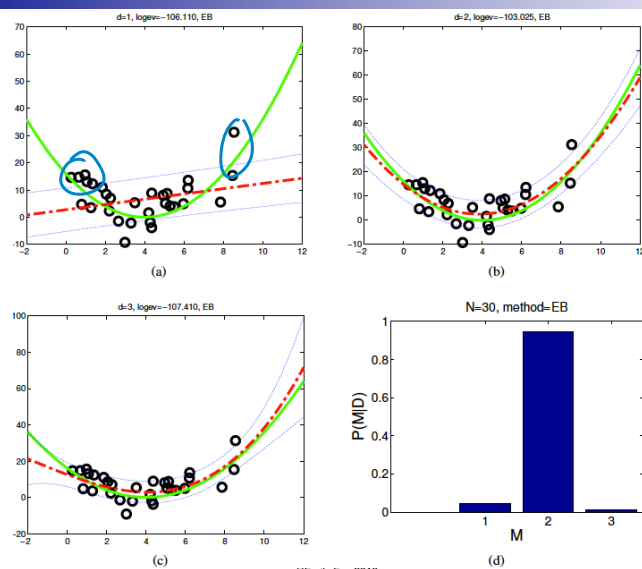 d=1, logev=-106.110, EB
70
60
50
40
30
20
10
0
-10
-2 0 2 4 6 8 10 12
(a)
d=2, logev=-103.025, EB
80
70
60
50
40
30
20
10
0
-10
-2 0 2 4 6 8 10 12
(b)
d=3, logev=-107.410, EB
100
80
60
40
20
0
-20
-2 0 2 4 6 8 10 12
(c)
N=30, method=EB
1
0.8
0.6
0.4
0.2
0
P(M|D)
1 2 3
M
(d)